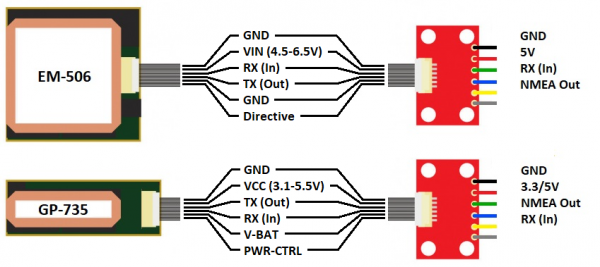 EM-506
GND
VIN (4.5-6.5V)
RX (In)
TX (Out)
GND
Directive
GND
5V
RX (In)
NMEA Out
GP-735
GND
VCC (3.1-5.5V)
TX (Out)
RX (In)
V-BAT
PWR-CTRL
GND
3.3/5V
NMEA Out
RX (In)